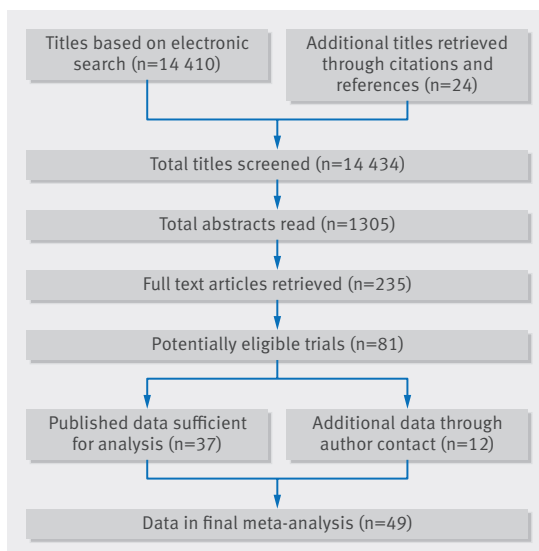 Titles based on electronic
search (n=14 410)
Additional titles retrieved
through citations and
references (n=24)
Total titles screened (n=14 434)
Total abstracts read (n=1305)
Full text articles retrieved (n=235)
Potentially eligible trials (n=81)
Published data sufficient
for analysis (n=37)
Additional data through
author contact (n=12)
Data in final meta-analysis (n=49)